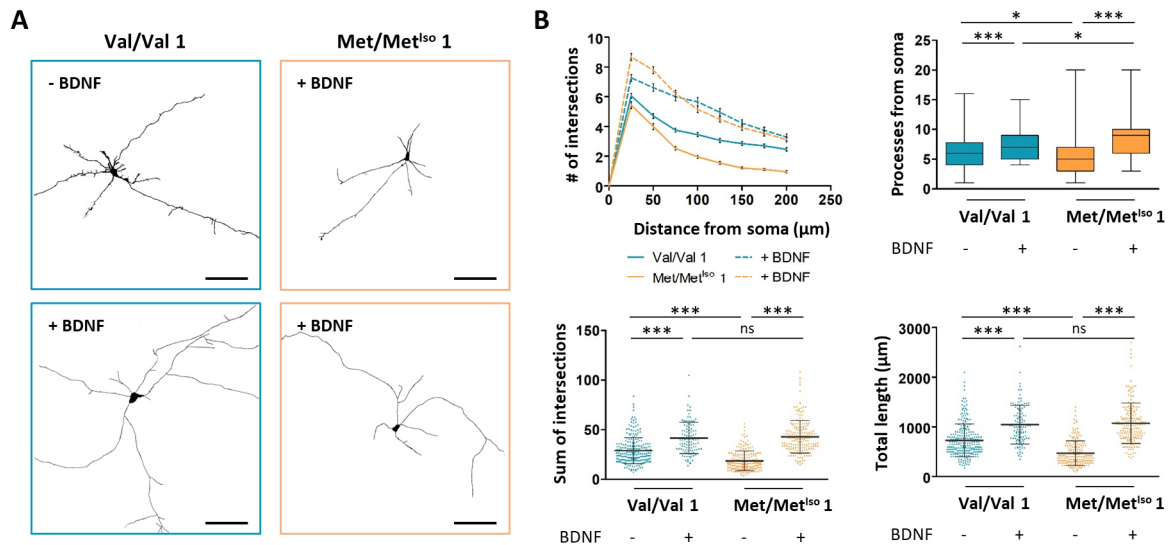 A
Val/Val 1
Met/Met^Iso 1
- BDNF
+ BDNF
+ BDNF
+ BDNF
B
# of intersections
10
8
6
4
2
0
0 50 100 150 200 250
Distance from soma (µm)
Val/Val 1 + BDNF
Met/Met^Iso 1 + BDNF
* ***
*** *
Processes from soma
25
20
15
10
5
0
Val/Val 1 Met/Met^Iso 1
BDNF - + - +
*** ***
*** ns
Sum of intersections
150
100
50
0
Val/Val 1 Met/Met^Iso 1
BDNF - + - +
*** ***
*** ns
Total length (µm)
3000
2000
1000
0
Val/Val 1 Met/Met^Iso 1
BDNF - + - +